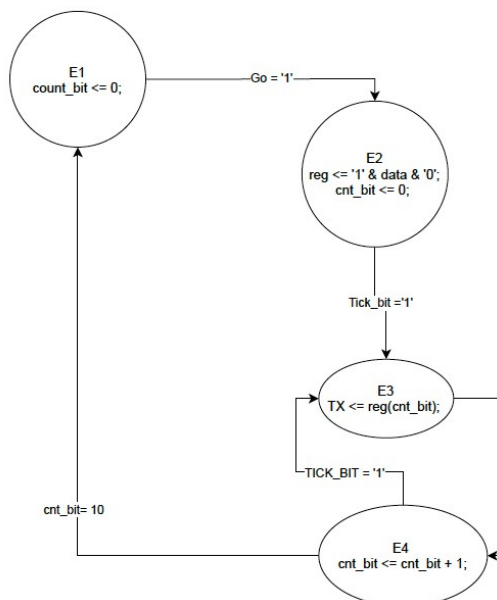 E1
count_bit <= 0;
Go = '1'
E2
reg <= '1' & data & '0';
cnt_bit <= 0;
Tick_bit ='1'
E3
TX <= reg(cnt_bit);
TICK_BIT = '1'
cnt_bit= 10
E4
cnt_bit <= cnt_bit + 1;